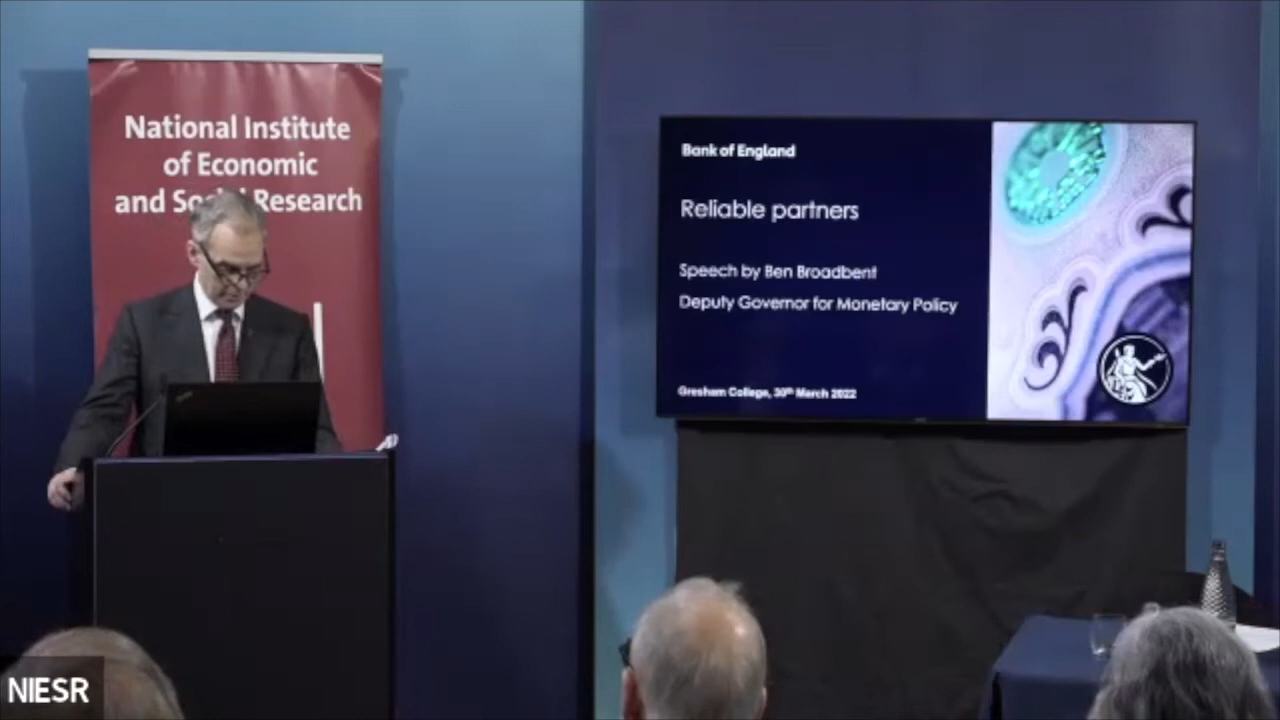 National Institute
of Economic
and Social Research
Bank of England
Reliable partners
Speech by Ben Broadbent
Deputy Governor for Monetary Policy
Gresham College, 30th March 2022
NIESR